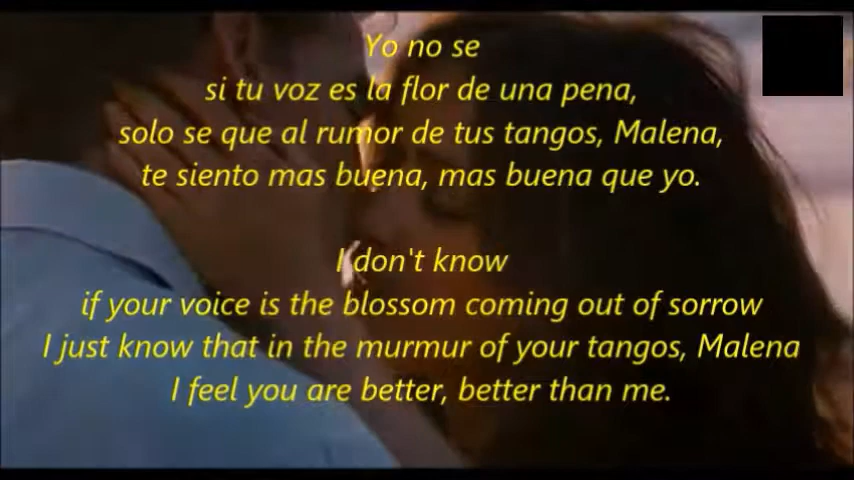 Yo no se
si tu voz es la flor de una pena,
solo se que al rumor de tus tangos, Malena,
te siento mas buena, mas buena que yo.
I don't know
if your voice is the blossom coming out of sorrow
I just know that in the murmur of your tangos, Malena
I feel you are better, better than me.